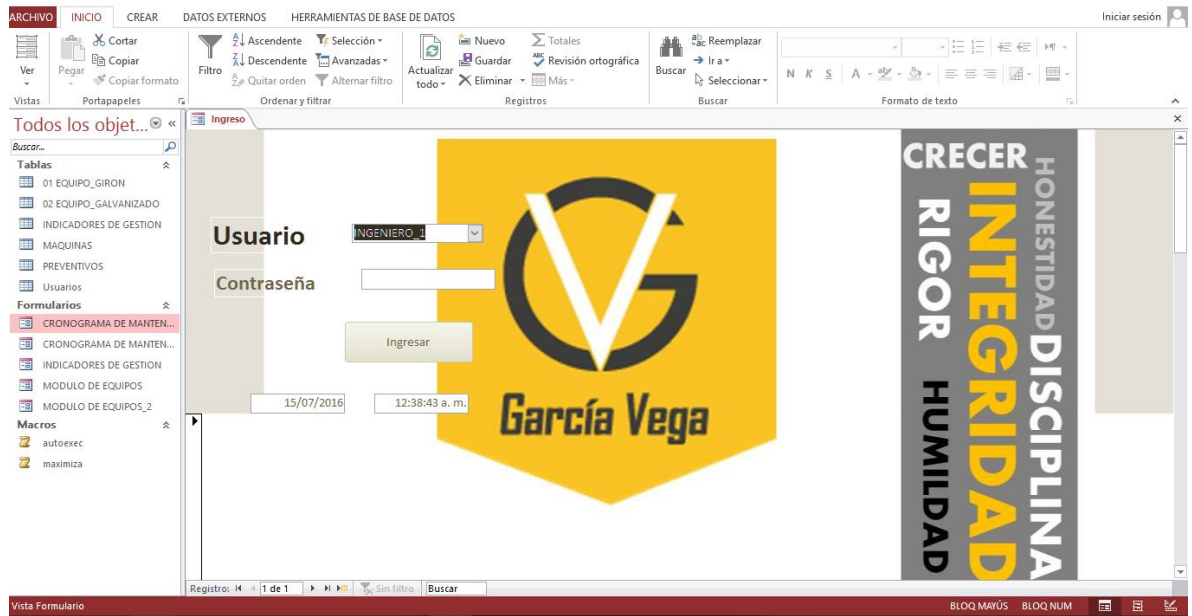 ARCHIVO INICIO CREAR DATOS EXTERNOS HERRAMIENTAS DE BASE DE DATOS Iniciar sesión
Ver
Vistas
Pegar
Cortar
Copiar
Copiar formato
Portapapeles
Filtro
Ascendente
Descendente
Quitar orden
Selección
Avanzadas
Alternar filtro
Ordenar y filtrar
Actualizar
todo
Nuevo
Guardar
Eliminar
Totales
Revisión ortográfica
Más
Registros
Buscar
Reemplazar
Ir a
Seleccionar
Buscar
N K S A
Formato de texto
Todos los objet...
Buscar...
Tablas
01 EQUIPO_GIRON
02 EQUIPO_GALVANIZADO
INDICADORES DE GESTION
MAQUINAS
PREVENTIVOS
Usuarios
Formularios
CRONOGRAMA DE MANTEN...
CRONOGRAMA DE MANTEN...
INDICADORES DE GESTION
MODULO DE EQUIPOS
MODULO DE EQUIPOS_2
Macros
autoexec
maximiza
Ingreso
Usuario INGENIERO_1
Contraseña
Ingresar
15/07/2016 12:38:43 a. m.
GV
García Vega
CRECER
RIGOR
HUMILDAD
INTEGRIDAD
HONESTIDAD
DISCIPLINA
Registro: 1 de 1 Sin filtro Buscar
Vista Formulario BLOQ MAYÚS BLOQ NUM